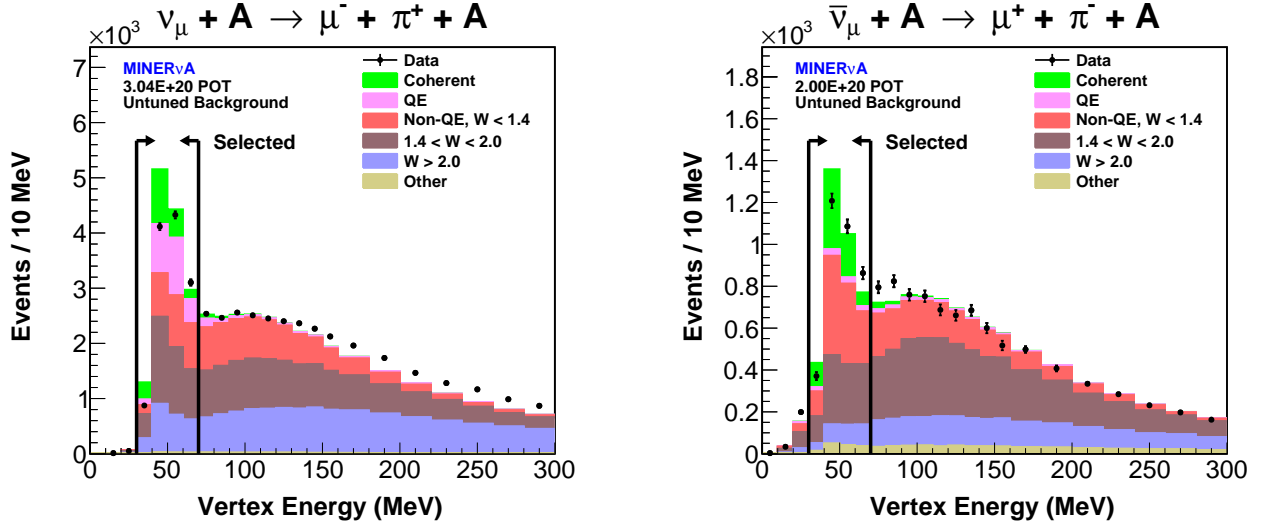 νμ + A → μ- + π+ + A
×10³
MINERνA
3.04E+20 POT
Untuned Background
Selected
Data
Coherent
QE
Non-QE, W < 1.4
1.4 < W < 2.0
W > 2.0
Other
Events / 10 MeV
7
6
5
4
3
2
1
0
0 50 100 150 200 250 300
Vertex Energy (MeV)
ν̄μ + A → μ+ + π- + A
×10³
MINERνA
2.00E+20 POT
Untuned Background
Selected
Data
Coherent
QE
Non-QE, W < 1.4
1.4 < W < 2.0
W > 2.0
Other
Events / 10 MeV
1.8
1.6
1.4
1.2
1
0.8
0.6
0.4
0.2
0
0 50 100 150 200 250 300
Vertex Energy (MeV)